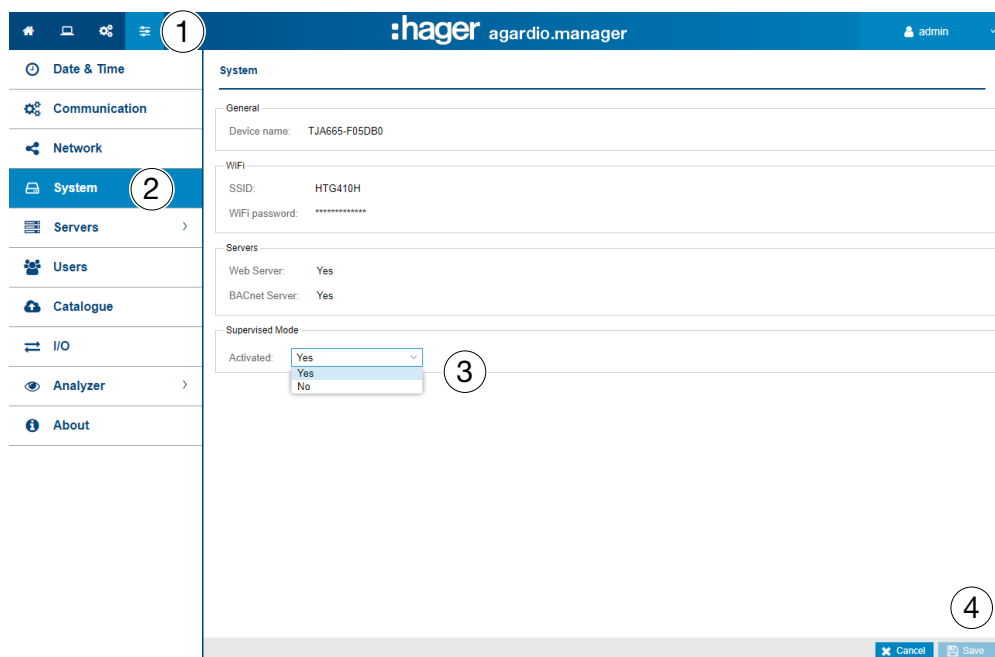 1
:hager agardio.manager
admin
Date & Time
Communication
Network
System
2
Servers
Users
Catalogue
I/O
Analyzer
About
System
General
Device name: TJA665-F05DB0
WiFi
SSID: HTG410H
WIFI password: *************
Servers
Web Server: Yes
BACnet Server: Yes
Supervised Mode
Activated: Yes
Yes
No
3
4
Cancel Save